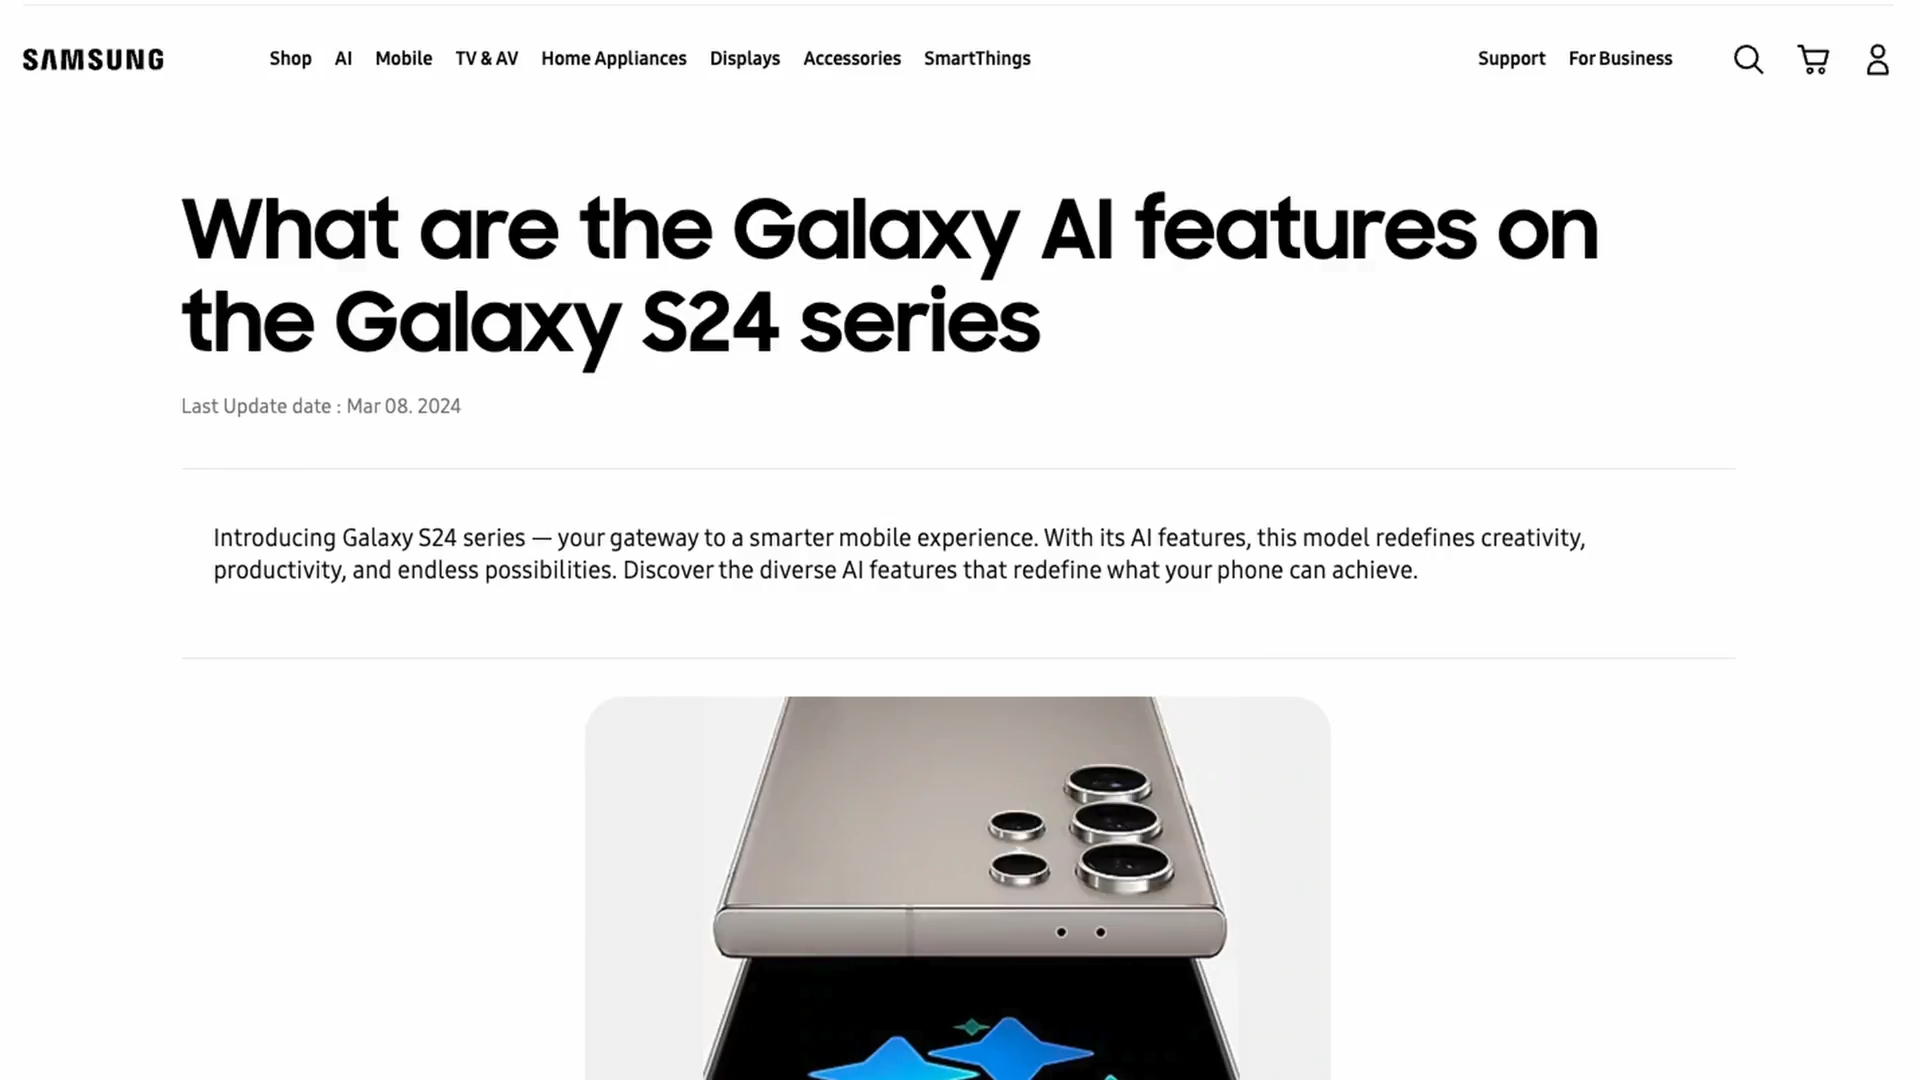 SAMSUNG
Shop AI Mobile TV & AV Home Appliances Displays Accessories SmartThings
Support For Business
What are the Galaxy AI features on
the Galaxy S24 series
Last Update date : Mar 08. 2024
Introducing Galaxy S24 series — your gateway to a smarter mobile experience. With its AI features, this model redefines creativity,
productivity, and endless possibilities. Discover the diverse AI features that redefine what your phone can achieve.